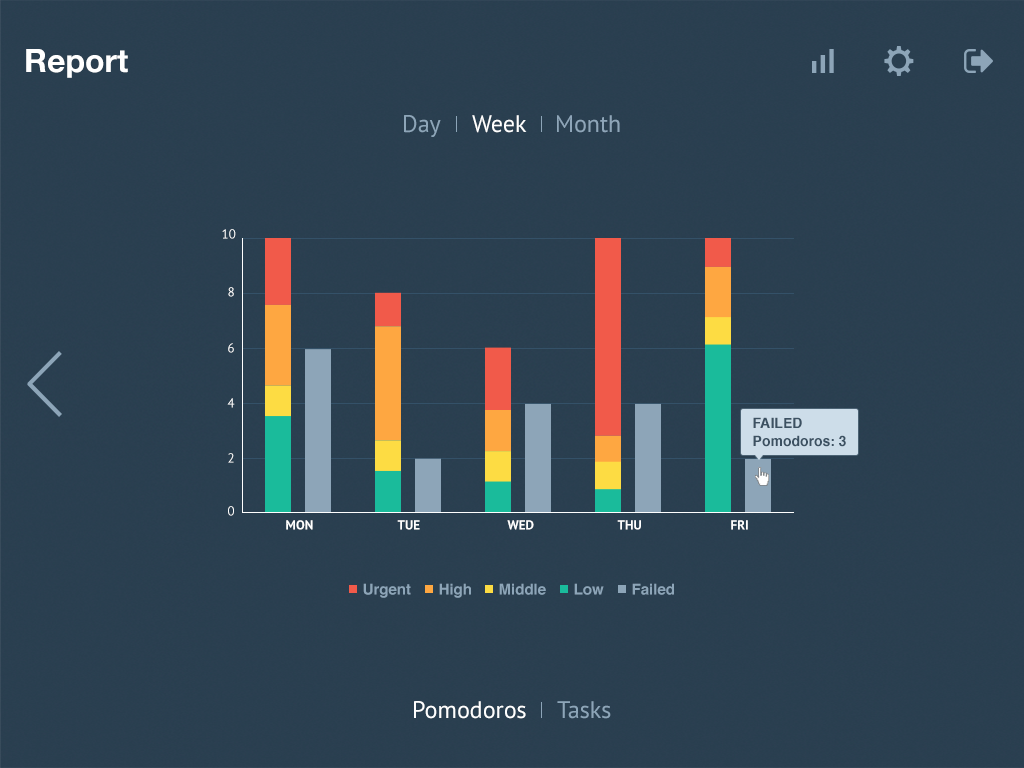 Report
Day | Week | Month
10
8
6
4
2
0
FAILED
Pomodoros: 3
MON TUE WED THU FRI
Urgent High Middle Low Failed
Pomodoros | Tasks